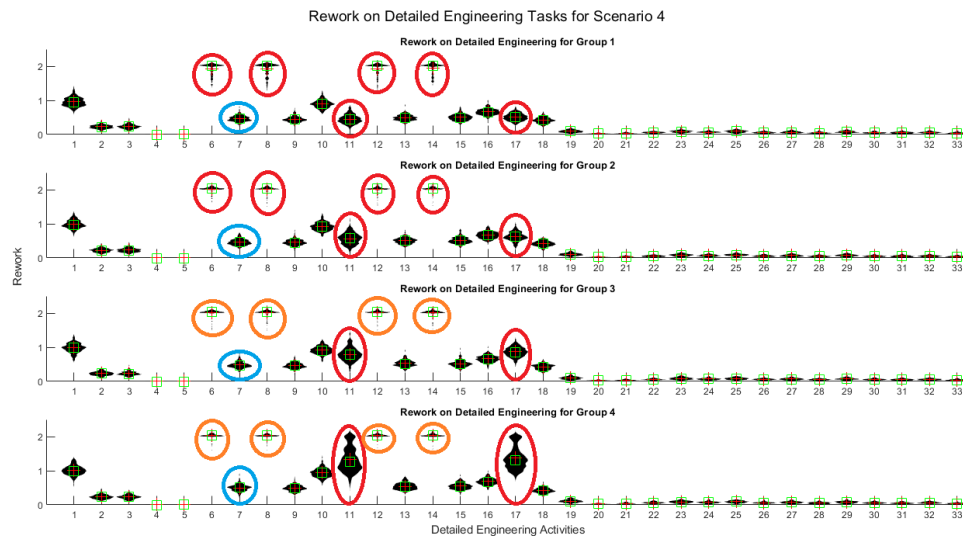 Rework on Detailed Engineering Tasks for Scenario 4
Rework on Detailed Engineering for Group 1
2
1
0
1 2 3 4 5 6 7 8 9 10 11 12 13 14 15 16 17 18 19 20 21 22 23 24 25 26 27 28 29 30 31 32 33
Rework on Detailed Engineering for Group 2
2
1
0
1 2 3 4 5 6 7 8 9 10 11 12 13 14 15 16 17 18 19 20 21 22 23 24 25 26 27 28 29 30 31 32 33
Rework
Rework on Detailed Engineering for Group 3
2
1
0
1 2 3 4 5 6 7 8 9 10 11 12 13 14 15 16 17 18 19 20 21 22 23 24 25 26 27 28 29 30 31 32 33
Rework on Detailed Engineering for Group 4
2
1
0
1 2 3 4 5 6 7 8 9 10 11 12 13 14 15 16 17 18 19 20 21 22 23 24 25 26 27 28 29 30 31 32 33
Detailed Engineering Activities